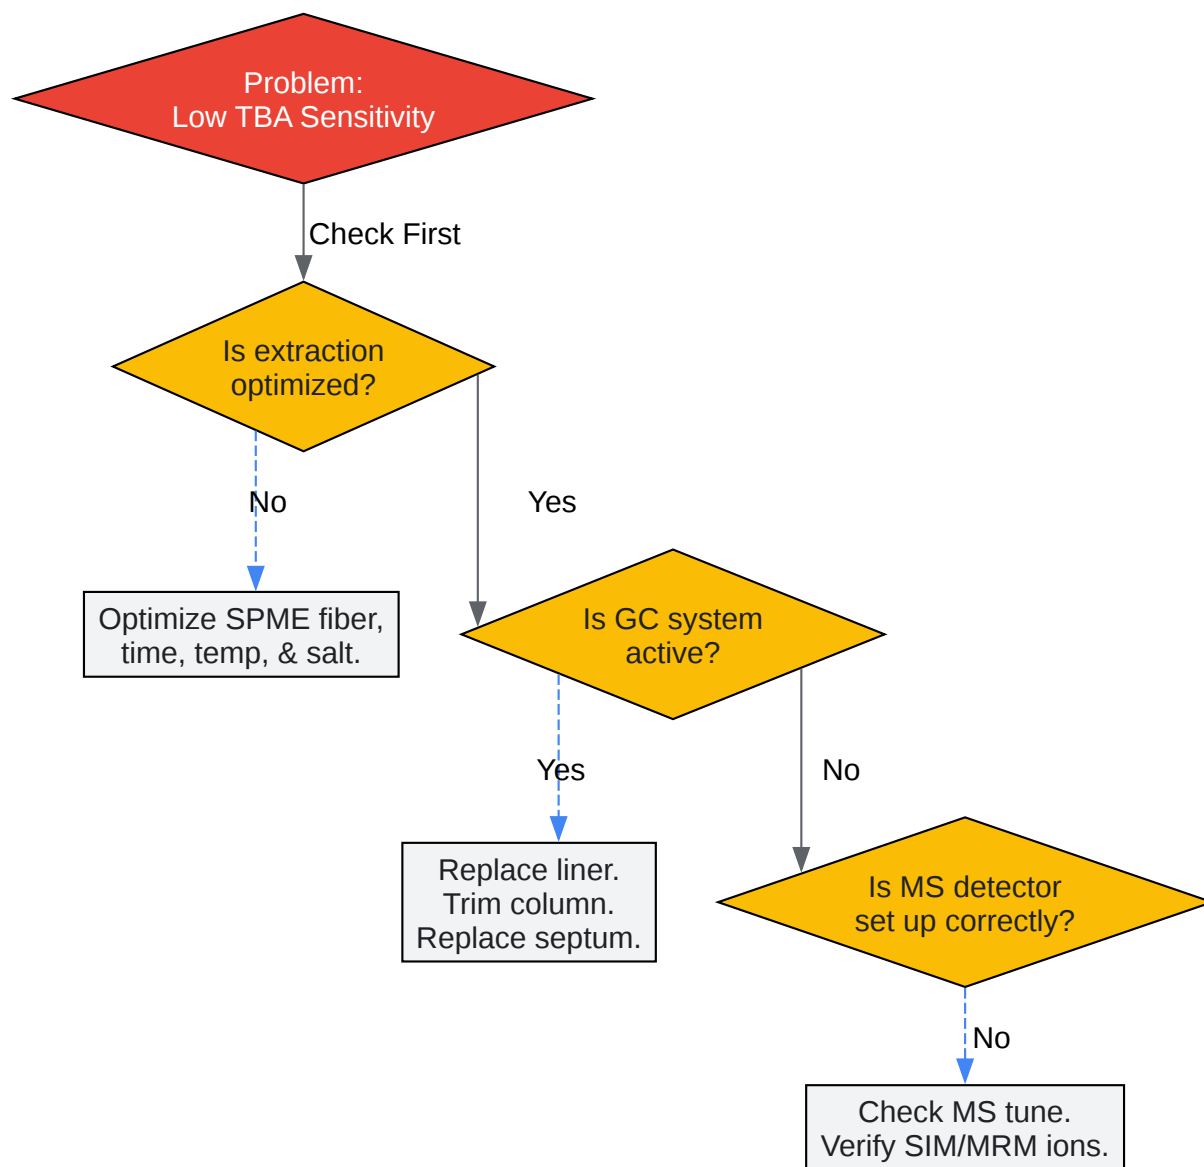 Problem:
Low TBA Sensitivity
Check First
Is extraction
optimized?
No
Yes
Optimize SPME fiber,
time, temp, & salt.
Is GC system
active?
Yes
No
Replace liner.
Trim column.
Replace septum.
Is MS detector
set up correctly?
No
Check MS tune.
Verify SIM/MRM ions.